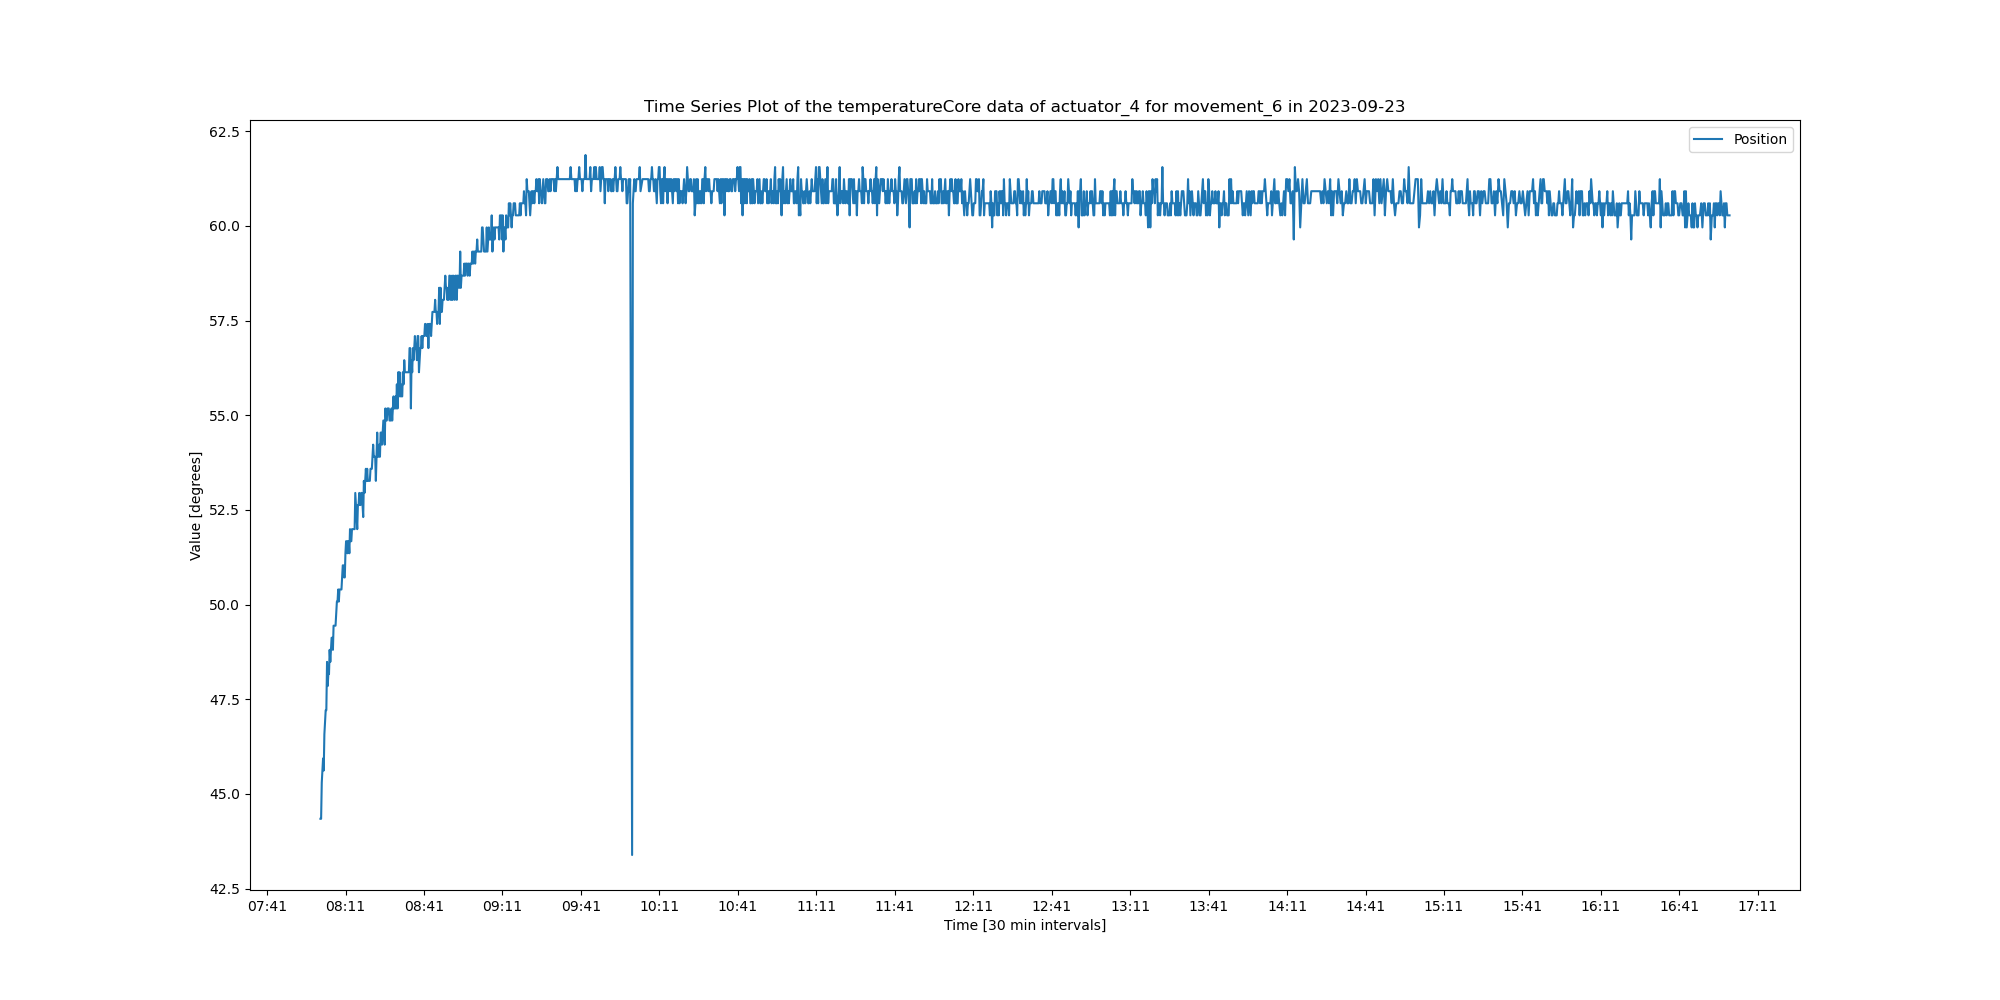 Time Series Plot of the temperatureCore data of actuator_4 for movement_6 in 2023-09-23
Position
62.5
60.0
57.5
55.0
52.5
50.0
47.5
45.0
42.5
Value [degrees]
07:41 08:11 08:41 09:11 09:41 10:11 10:41 11:11 11:41 12:11 12:41 13:11 13:41 14:11 14:41 15:11 15:41 16:11 16:41 17:11
Time [30 min intervals]